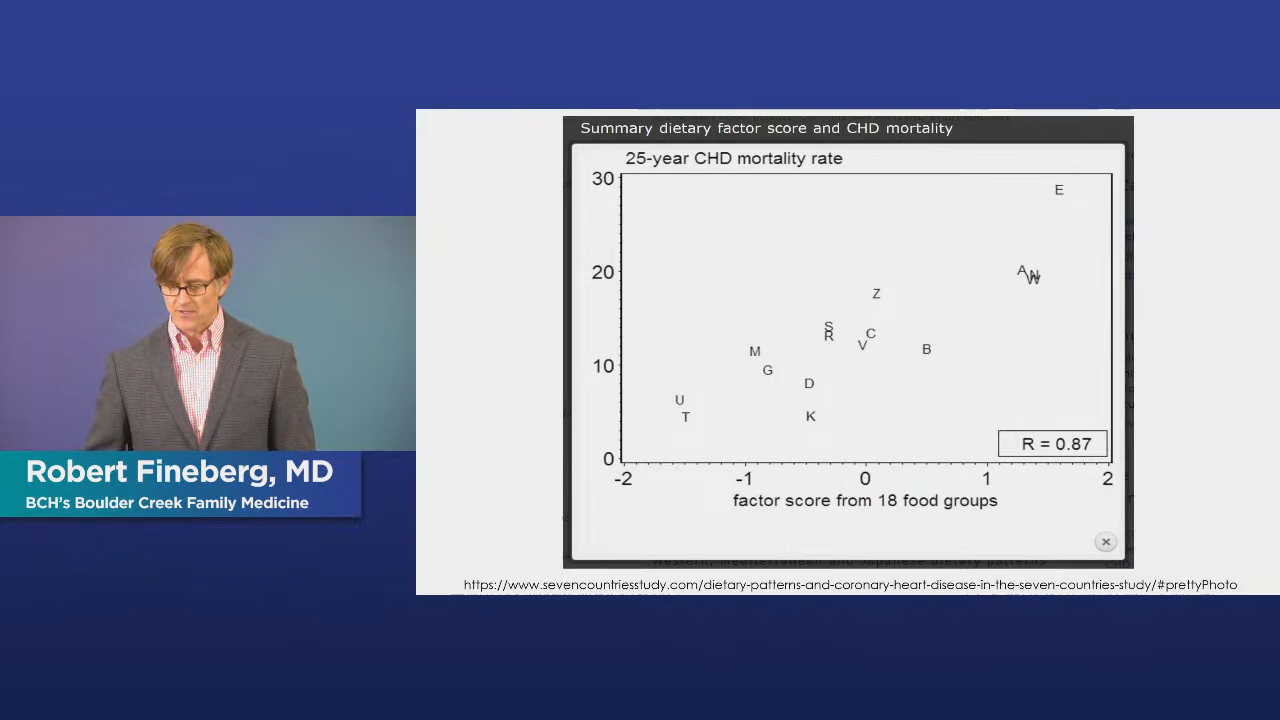 Summary dietary factor score and CHD mortality
25-year CHD mortality rate
30
E
20
A N
W
Z
S
R
C
V
B
M
G
10
D
U
T
K
R = 0.87
0
-2 -1 0 1 2
factor score from 18 food groups
https://www.sevencountriesstudy.com/dietary-patterns-and-coronary-heart-disease-in-the-seven-countries-study/#prettyPhoto
Robert Fineberg, MD
BCH's Boulder Creek Family Medicine